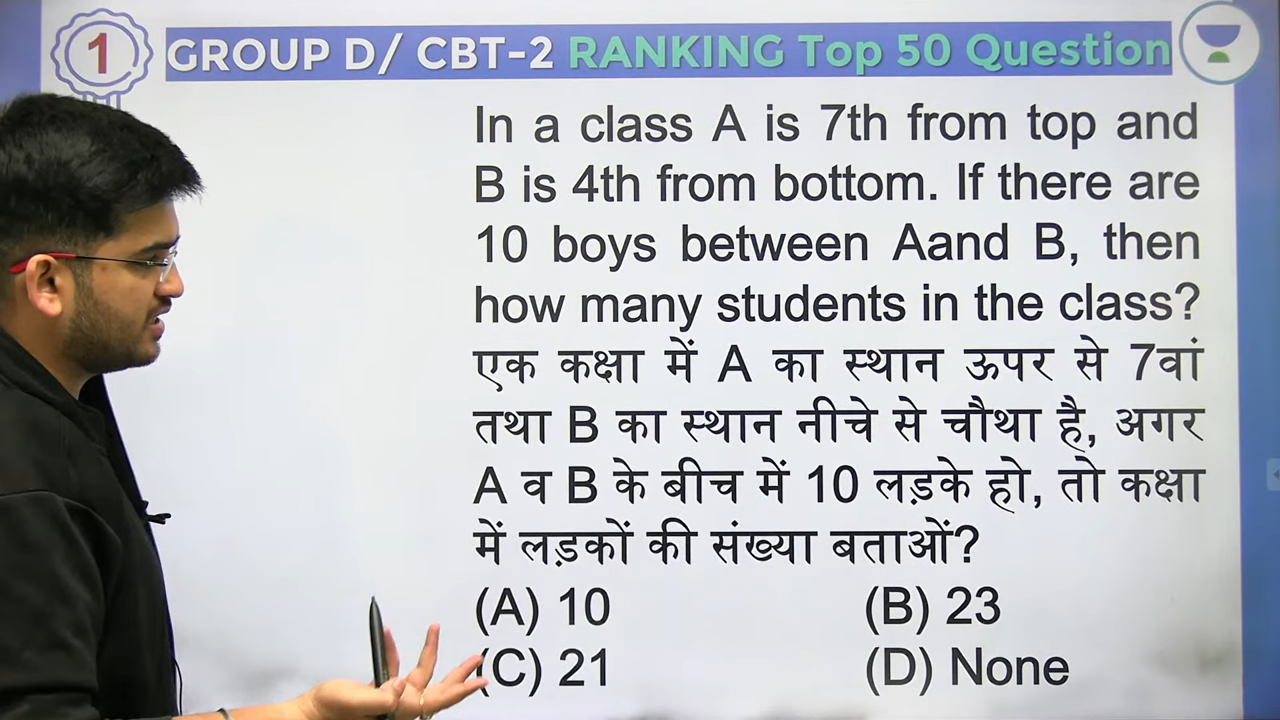 1
GROUP D/ CBT-2 RANKING Top 50 Question
In a class A is 7th from top and
B is 4th from bottom. If there are
10 boys between Aand B, then
how many students in the class?
एक कक्षा में A का स्थान ऊपर से 7वां
तथा B का स्थान नीचे से चौथा है, अगर
A व B के बीच में 10 लड़के हो, तो कक्षा
में लड़कों की संख्या बताओं?
(A) 10 (B) 23
(C) 21 (D) None